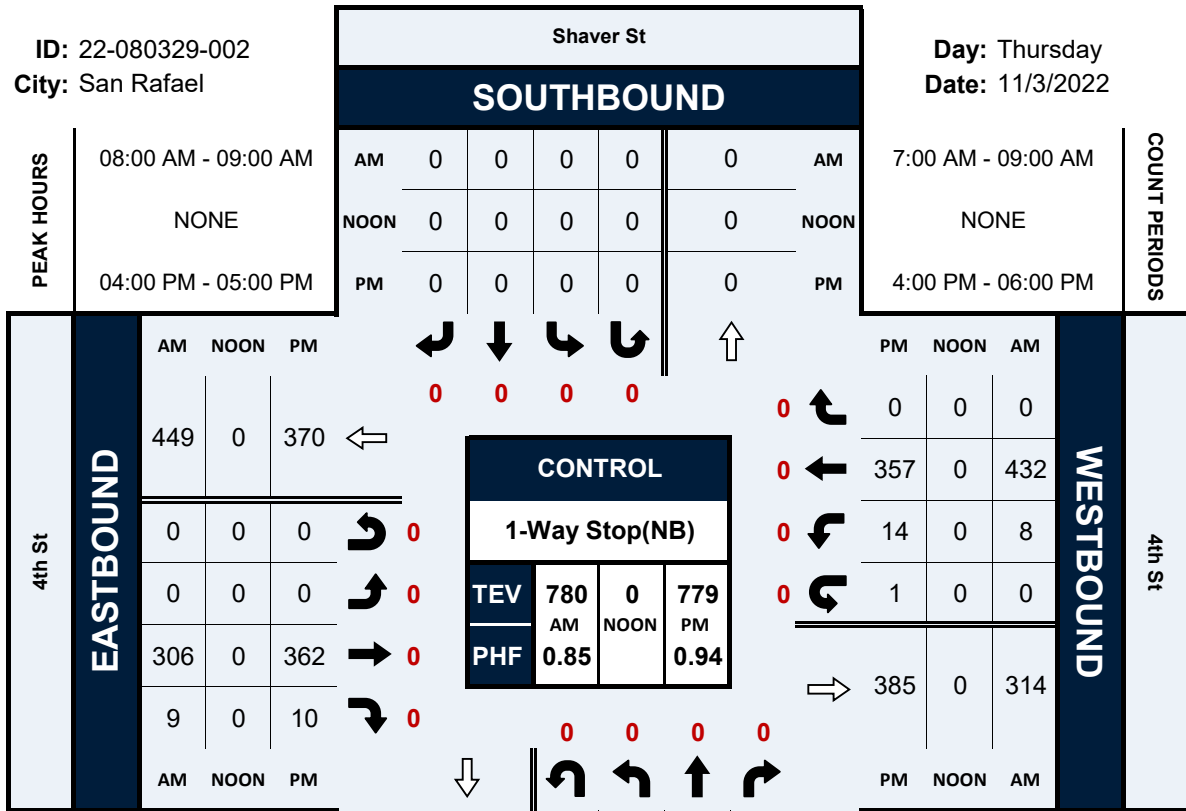 Shaver St
ID: 22-080329-002
City: San Rafael
Day: Thursday
Date: 11/3/2022
SOUTHBOUND
PEAK HOURS
08:00 AM - 09:00 AM
NONE
04:00 PM - 05:00 PM
AM 0 0 0 0 0 AM
NOON 0 0 0 0 0 NOON
PM 0 0 0 0 0 PM
7:00 AM - 09:00 AM
NONE
4:00 PM - 06:00 PM
COUNT PERIODS
0 0 0 0
4th St
EASTBOUND
AM NOON PM
449 0 370
0 0 0 0
0 0 0 0
306 0 362 0
9 0 10 0
AM NOON PM
CONTROL
1-Way Stop(NB)
TEV 780 0 779
AM NOON PM
PHF 0.85 0.94
PM NOON AM
0 0 0 0
0 357 0 432
0 14 0 8
0 1 0 0
385 0 314
PM NOON AM
WESTBOUND
4th St
0 0 0 0